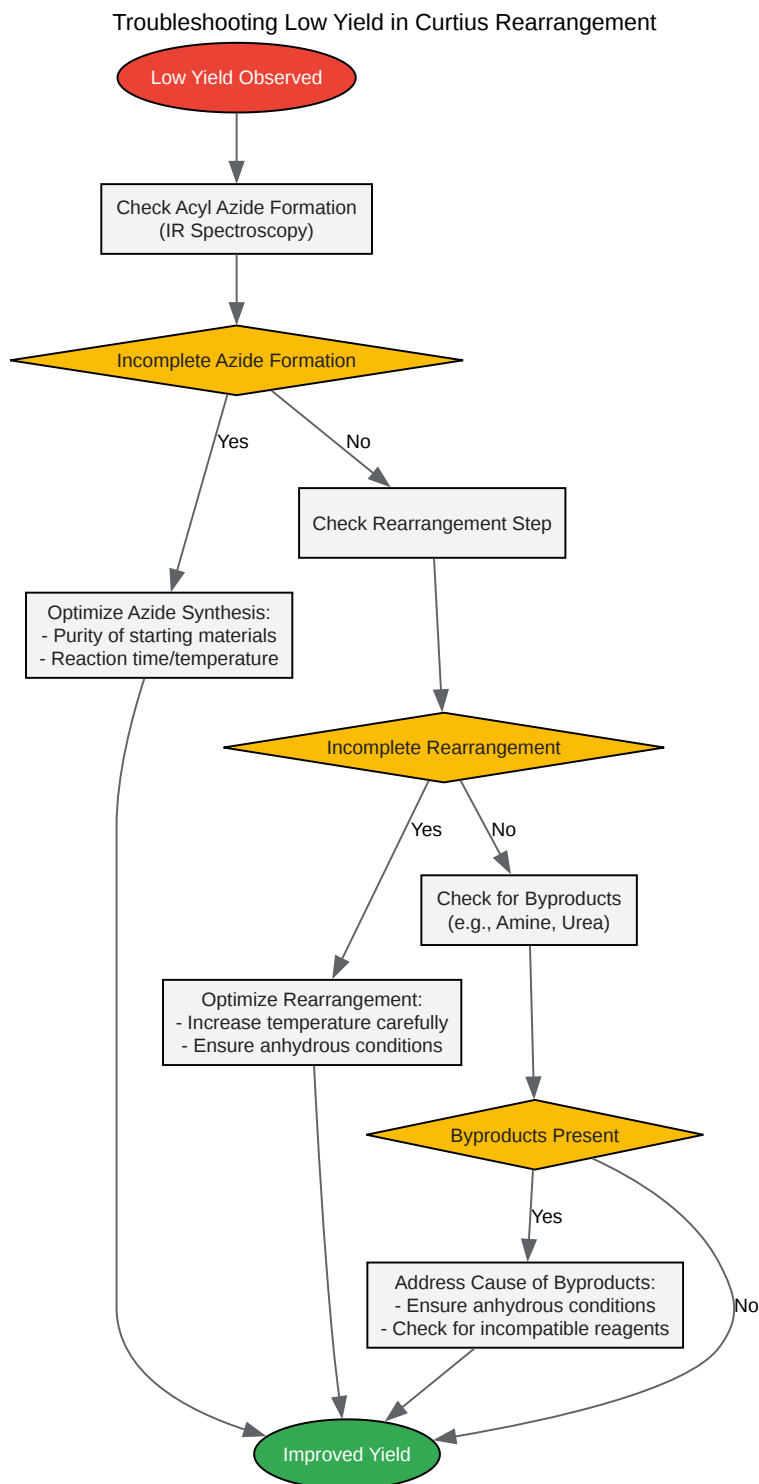 Troubleshooting Low Yield in Curtius Rearrangement
Low Yield Observed
Check Acyl Azide Formation
(IR Spectroscopy)
Incomplete Azide Formation
Yes
No
Check Rearrangement Step
Optimize Azide Synthesis:
- Purity of starting materials
- Reaction time/temperature
Incomplete Rearrangement
Yes
No
Check for Byproducts
(e.g., Amine, Urea)
Optimize Rearrangement:
- Increase temperature carefully
- Ensure anhydrous conditions
Byproducts Present
Yes
No
Address Cause of Byproducts:
- Ensure anhydrous conditions
- Check for incompatible reagents
Improved Yield